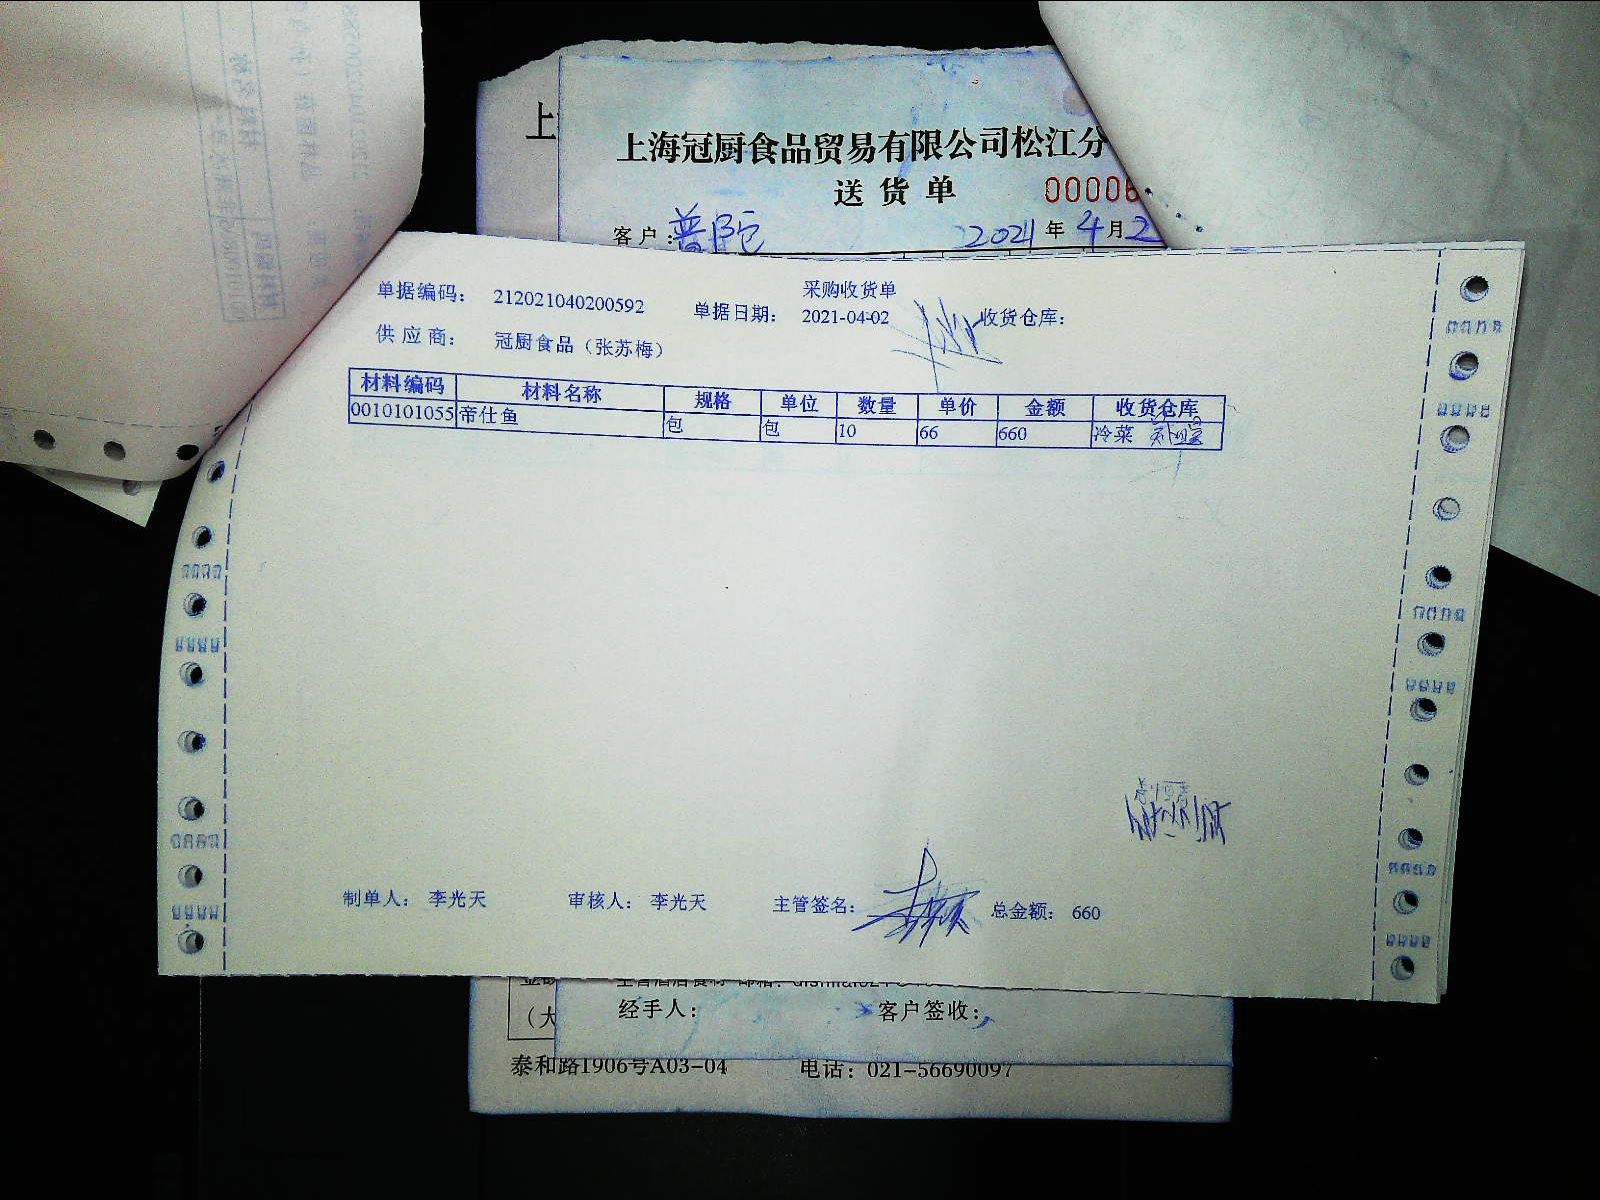 上
上海冠厨食品贸易有限公司松江分
送货单 00006
客户：普陀 2021年4月2
采购收货单
单据编码： 212021040200592 单据日期： 2021-04-02 收货仓库：
供应商： 冠厨食品（张苏梅）
材料编码 材料名称 规格 单位 数量 单价 金额 收货仓库
0010101055 帝仕鱼 包 包 10 66 660 冷菜
制单人： 李光天 审核人： 李光天 主管签名： 总金额： 660
经手人： 客户签收：
（大
泰和路1906号A03-04 电话：021-56690097